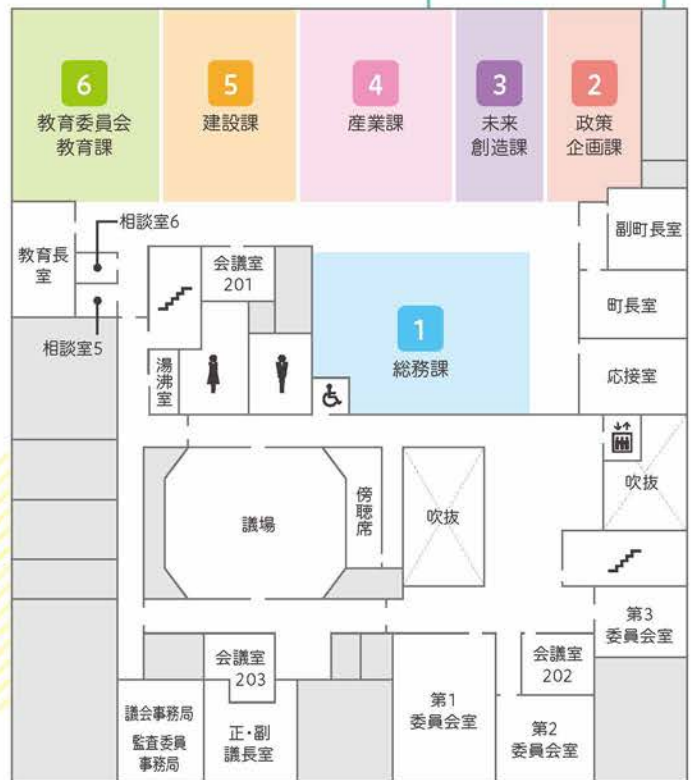 6
教育委員会
教育課
5
建設課
4
産業課
3
未来
創造課
2
政策
企画課
相談室6
教育長
室
会議室
201
副町長室
1
総務課
町長室
相談室5
湯沸室
応接室
議場
傍聴席
吹抜
吹抜
第3
委員会室
会議室
203
会議室
202
第1
委員会室
議会事務局
監査委員
事務局
正・副
議長室
第2
委員会室